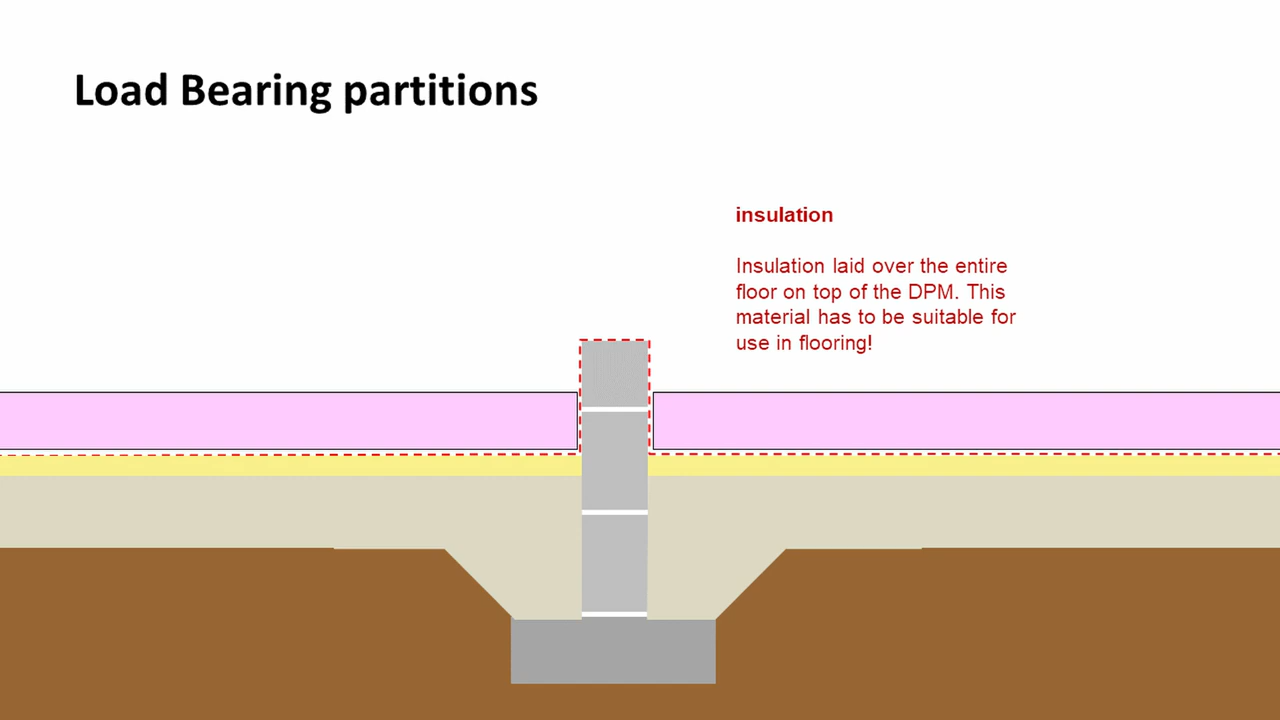 Load Bearing partitions
insulation
Insulation laid over the entire
floor on top of the DPM. This
material has to be suitable for
use in flooring!